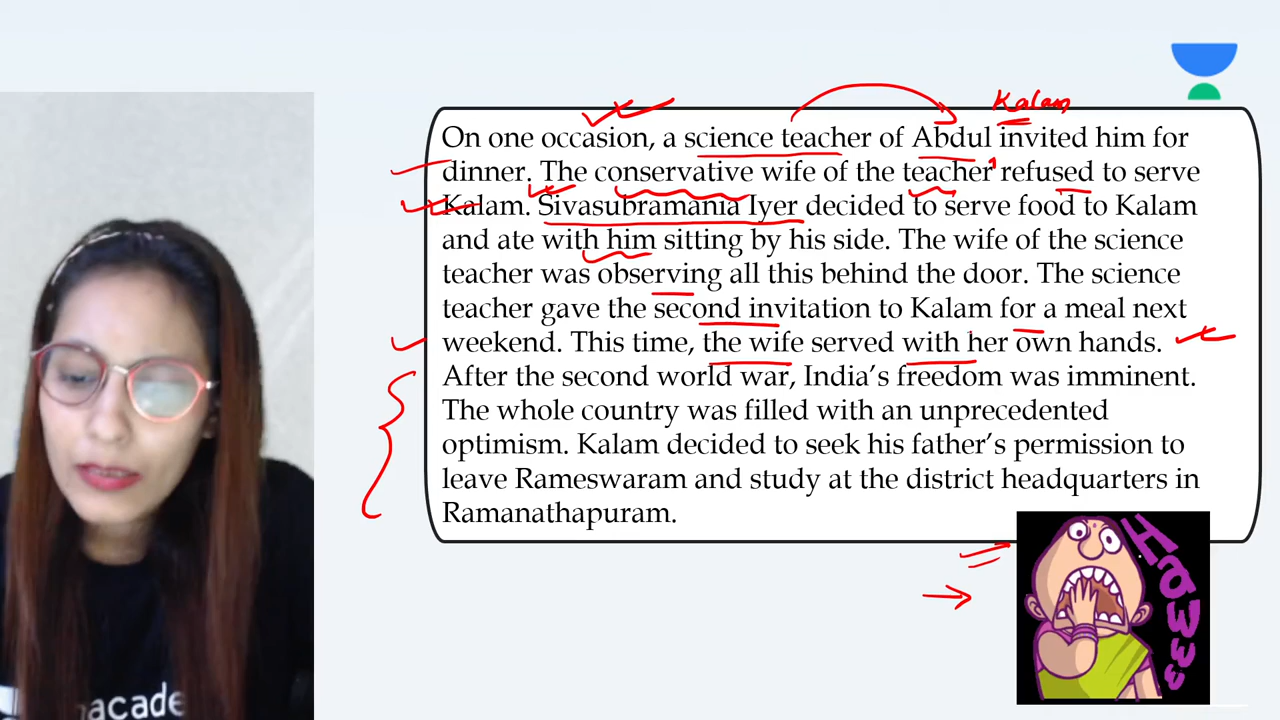 Kalam
On one occasion, a science teacher of Abdul invited him for
dinner. The conservative wife of the teacher refused to serve
Kalam. Sivasubramania Iyer decided to serve food to Kalam
and ate with him sitting by his side. The wife of the science
teacher was observing all this behind the door. The science
teacher gave the second invitation to Kalam for a meal next
weekend. This time, the wife served with her own hands.
After the second world war, India's freedom was imminent.
The whole country was filled with an unprecedented
optimism. Kalam decided to seek his father's permission to
leave Rameswaram and study at the district headquarters in
Ramanathapuram.
acade